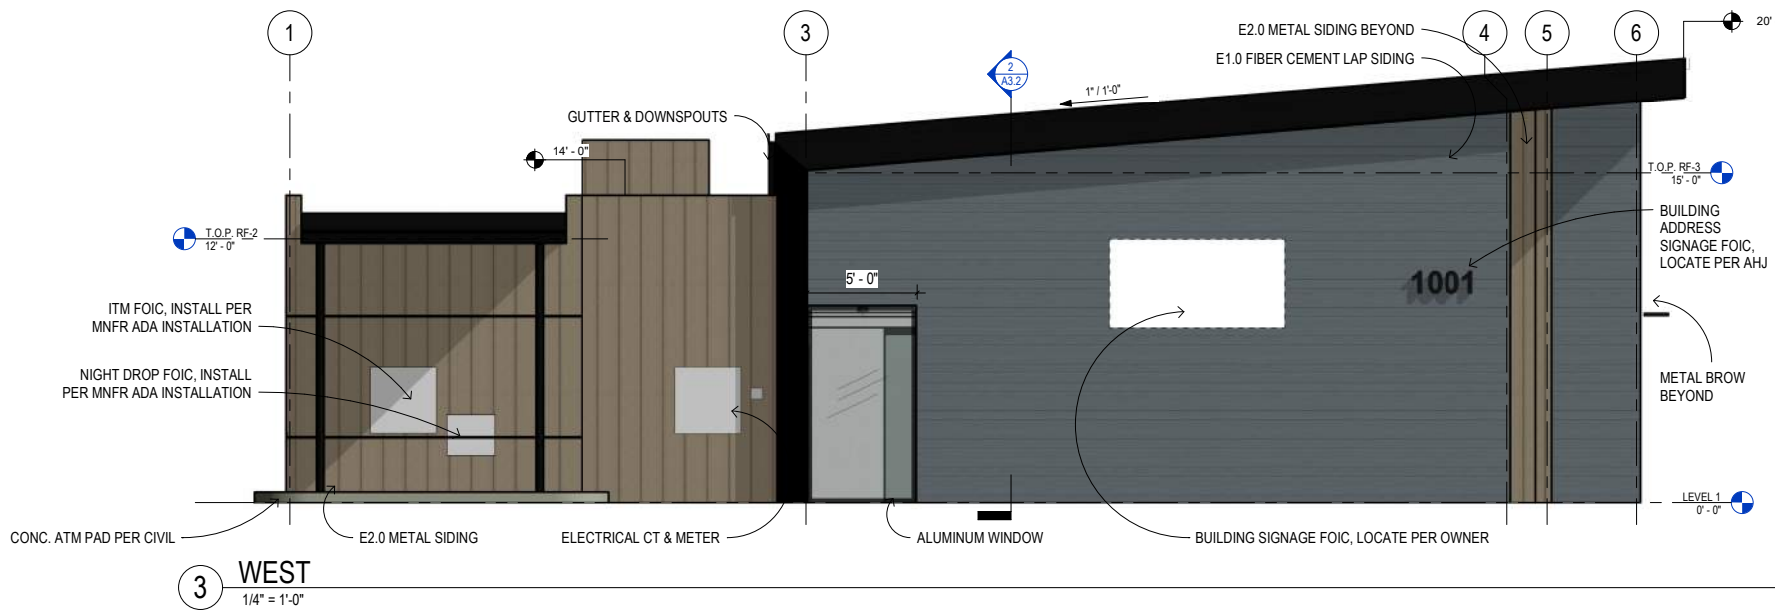 1
3
4
5
6
20'
E2.0 METAL SIDING BEYOND
E1.0 FIBER CEMENT LAP SIDING
2
A3.2
1" / 1'-0"
GUTTER & DOWNSPOUTS
14' - 0"
T.O.P. RF-3
15' - 0"
T.O.P. RF-2
12' - 0"
BUILDING
ADDRESS
SIGNAGE FOIC,
LOCATE PER AHJ
5' - 0"
1001
ITM FOIC, INSTALL PER
MNFR ADA INSTALLATION
NIGHT DROP FOIC, INSTALL
PER MNFR ADA INSTALLATION
METAL BROW
BEYOND
LEVEL 1
0' - 0"
CONC. ATM PAD PER CIVIL
E2.0 METAL SIDING
ELECTRICAL CT & METER
ALUMINUM WINDOW
BUILDING SIGNAGE FOIC, LOCATE PER OWNER
3
WEST
1/4" = 1'-0"